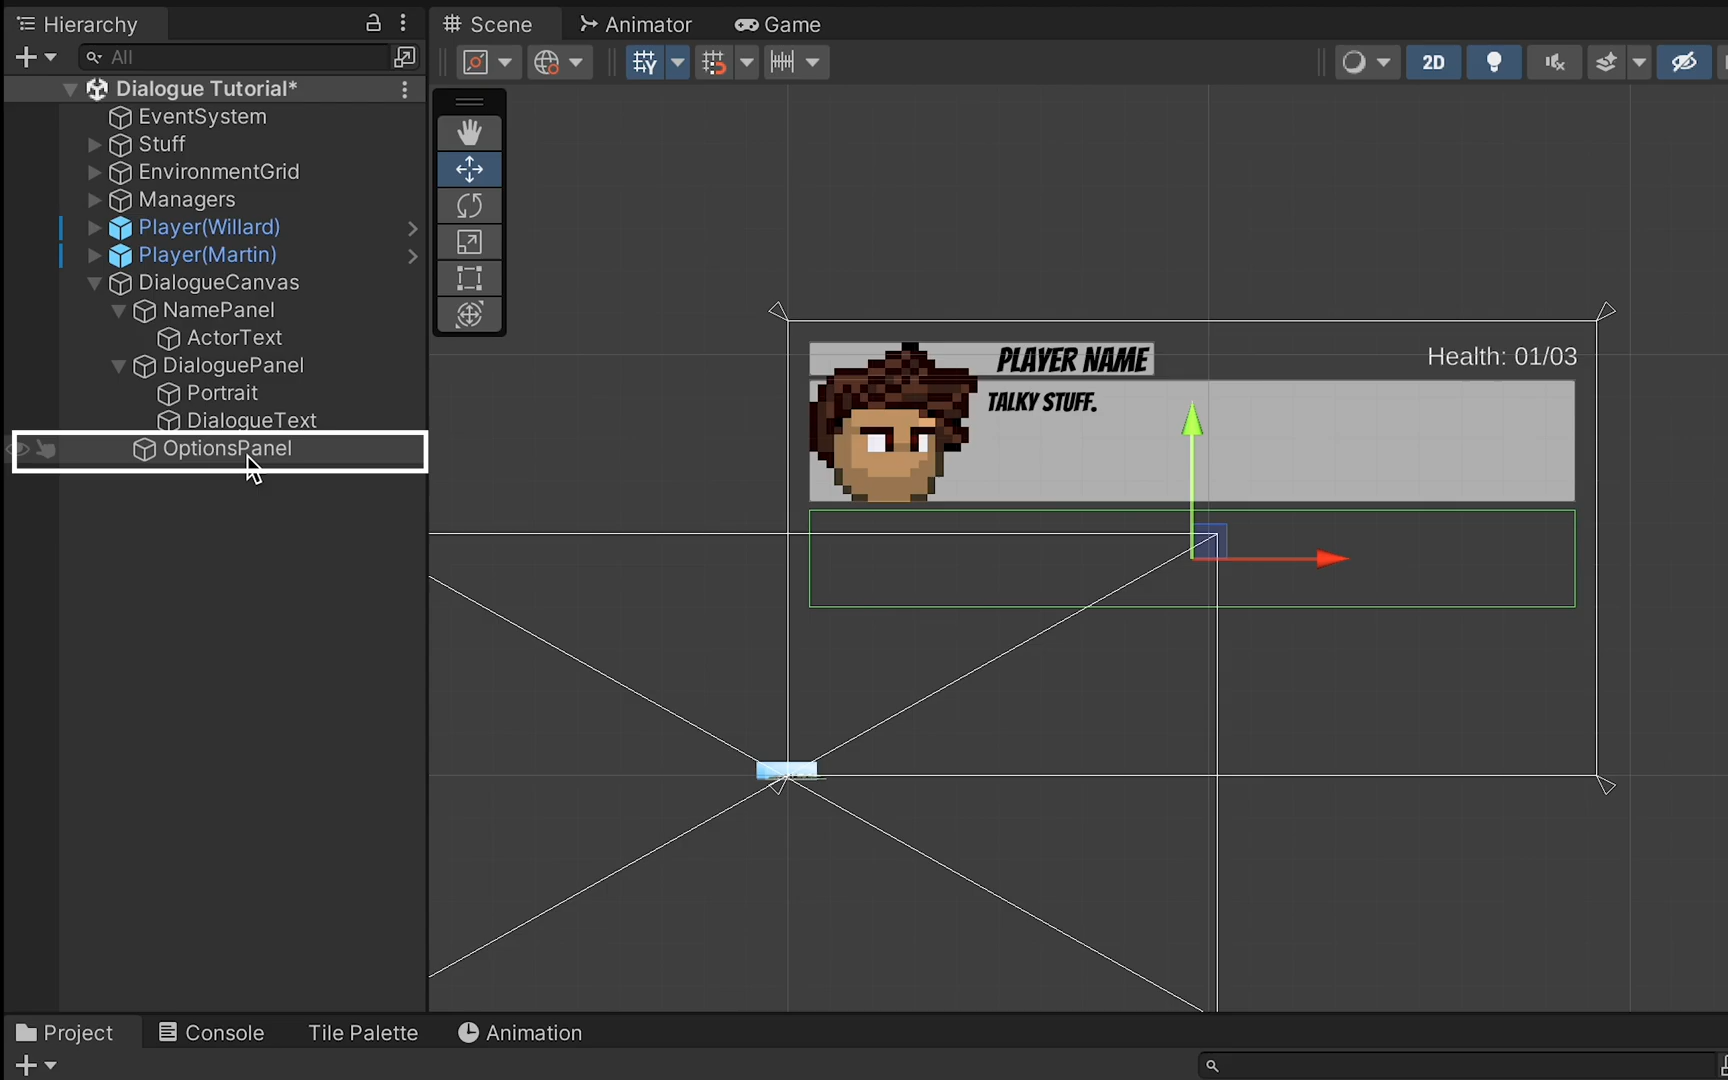 Hierarchy
Scene
Animator
Game
All
2D
Dialogue Tutorial*
EventSystem
Stuff
EnvironmentGrid
Managers
Player(Willard)
Player(Martin)
DialogueCanvas
NamePanel
ActorText
DialoguePanel
Portrait
DialogueText
OptionsPanel
PLAYER NAME
Health: 01/03
TALKY STUFF.
Project
Console
Tile Palette
Animation